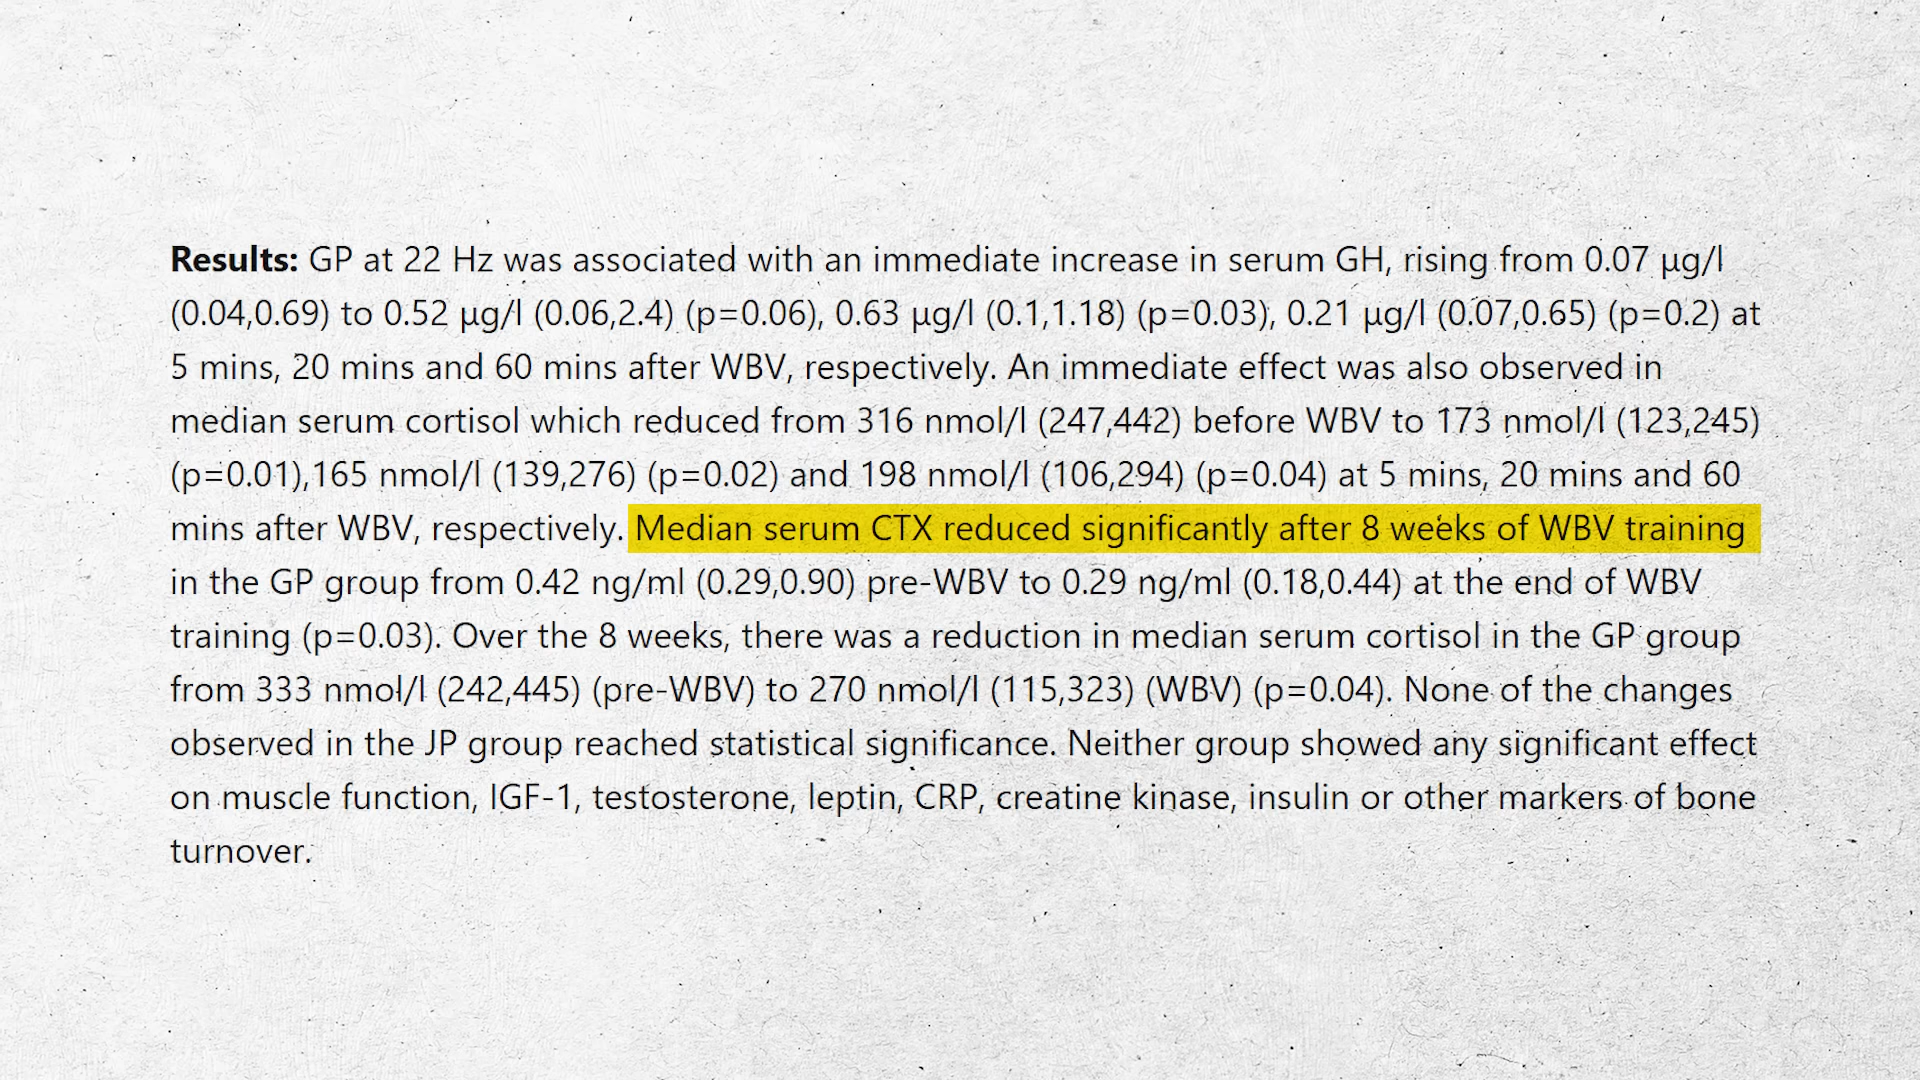 Results: GP at 22 Hz was associated with an immediate increase in serum GH, rising from 0.07 µg/l
(0.04,0.69) to 0.52 µg/l (0.06,2.4) (p=0.06), 0.63 µg/l (0.1,1.18) (p=0.03), 0.21 µg/l (0.07,0.65) (p=0.2) at
5 mins, 20 mins and 60 mins after WBV, respectively. An immediate effect was also observed in
median serum cortisol which reduced from 316 nmol/l (247,442) before WBV to 173 nmol/l (123,245)
(p=0.01),165 nmol/l (139,276) (p=0.02) and 198 nmol/l (106,294) (p=0.04) at 5 mins, 20 mins and 60
mins after WBV, respectively. Median serum CTX reduced significantly after 8 weeks of WBV training
in the GP group from 0.42 ng/ml (0.29,0.90) pre-WBV to 0.29 ng/ml (0.18,0.44) at the end of WBV
training (p=0.03). Over the 8 weeks, there was a reduction in median serum cortisol in the GP group
from 333 nmol/l (242,445) (pre-WBV) to 270 nmol/l (115,323) (WBV) (p=0.04). None of the changes
observed in the JP group reached statistical significance. Neither group showed any significant effect
on muscle function, IGF-1, testosterone, leptin, CRP, creatine kinase, insulin or other markers of bone
turnover.